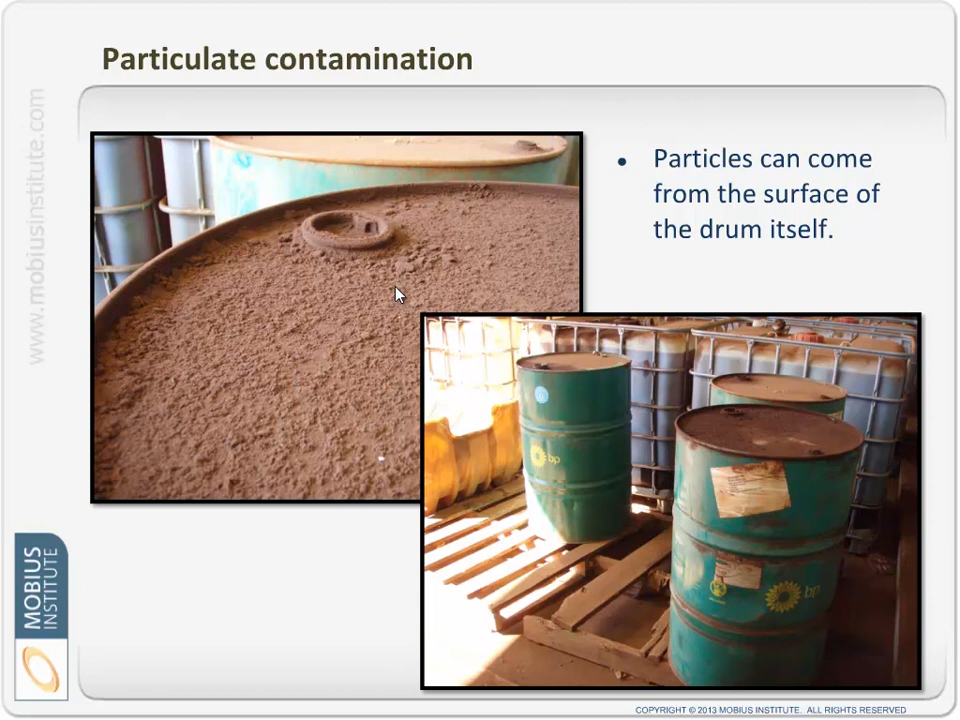 Particulate contamination
www.mobiusinstitute.com
Particles can come
from the surface of
the drum itself.
bp
bp
MOBIUS
INSTITUTE
COPYRIGHT © 2013 MOBIUS INSTITUTE. ALL RIGHTS RESERVED